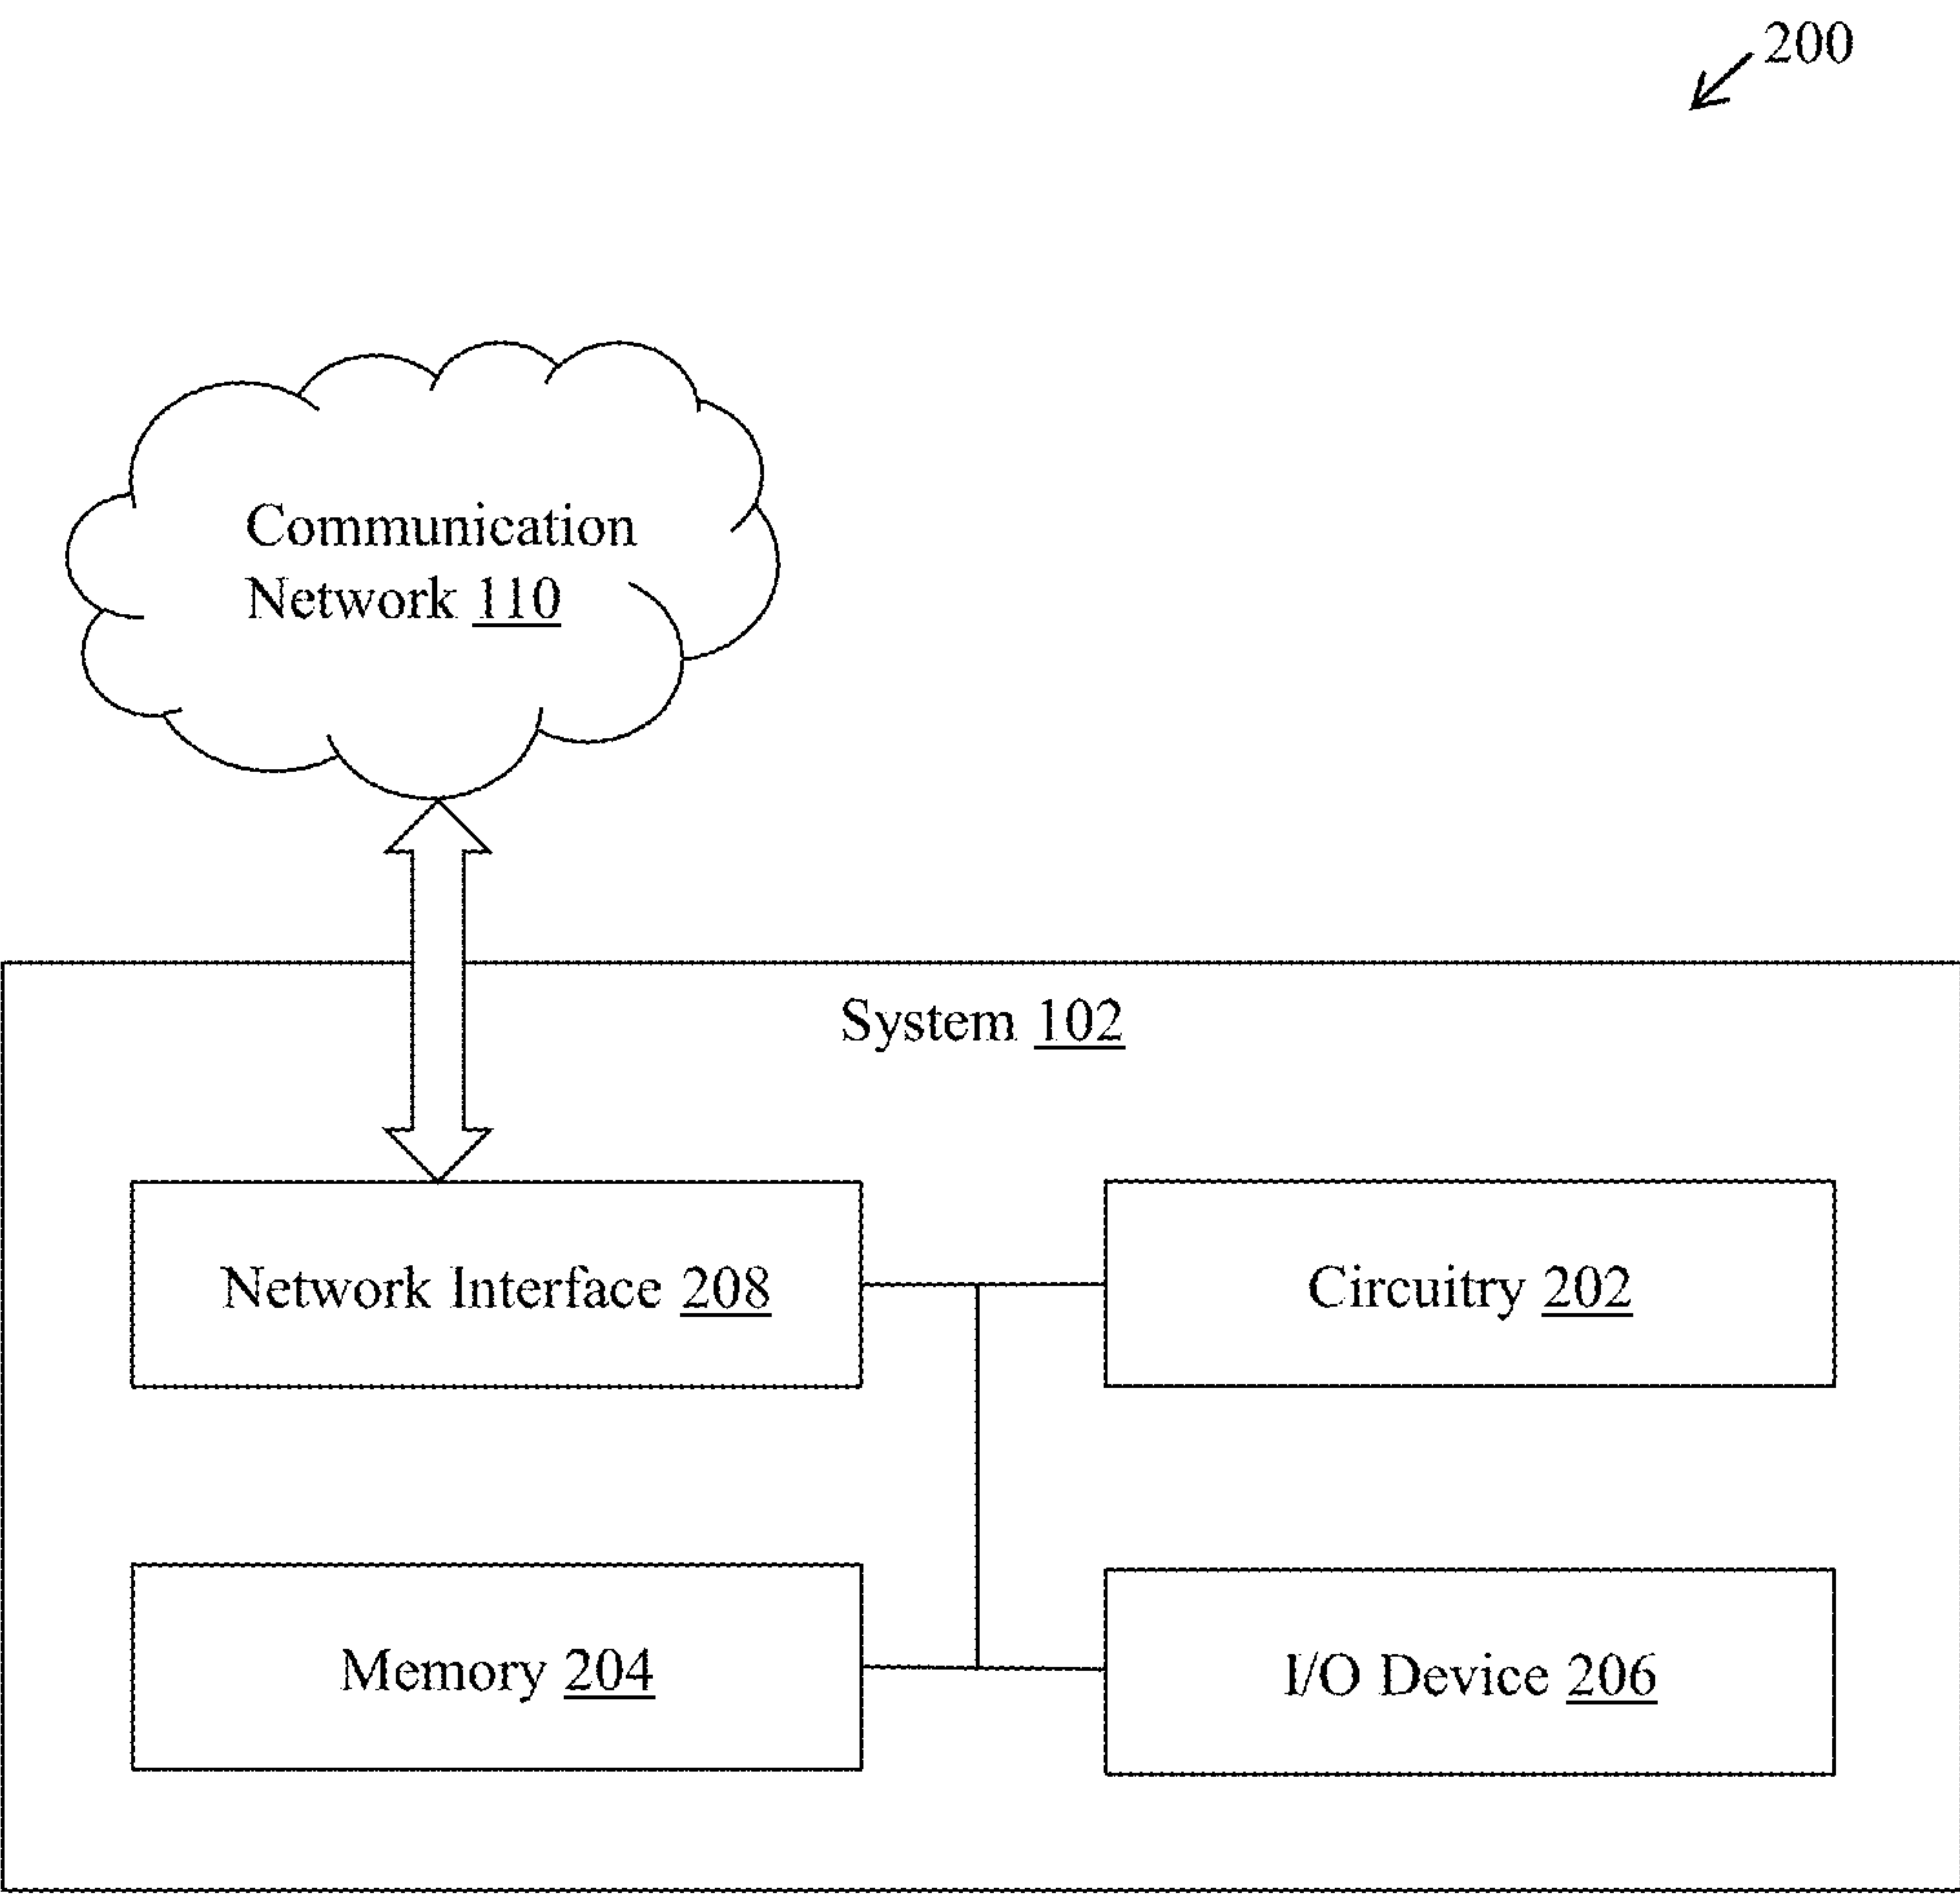 200
Communication
Network 110
System 102
Network Interface 208
Circuitry 202
Memory 204
I/O Device 206